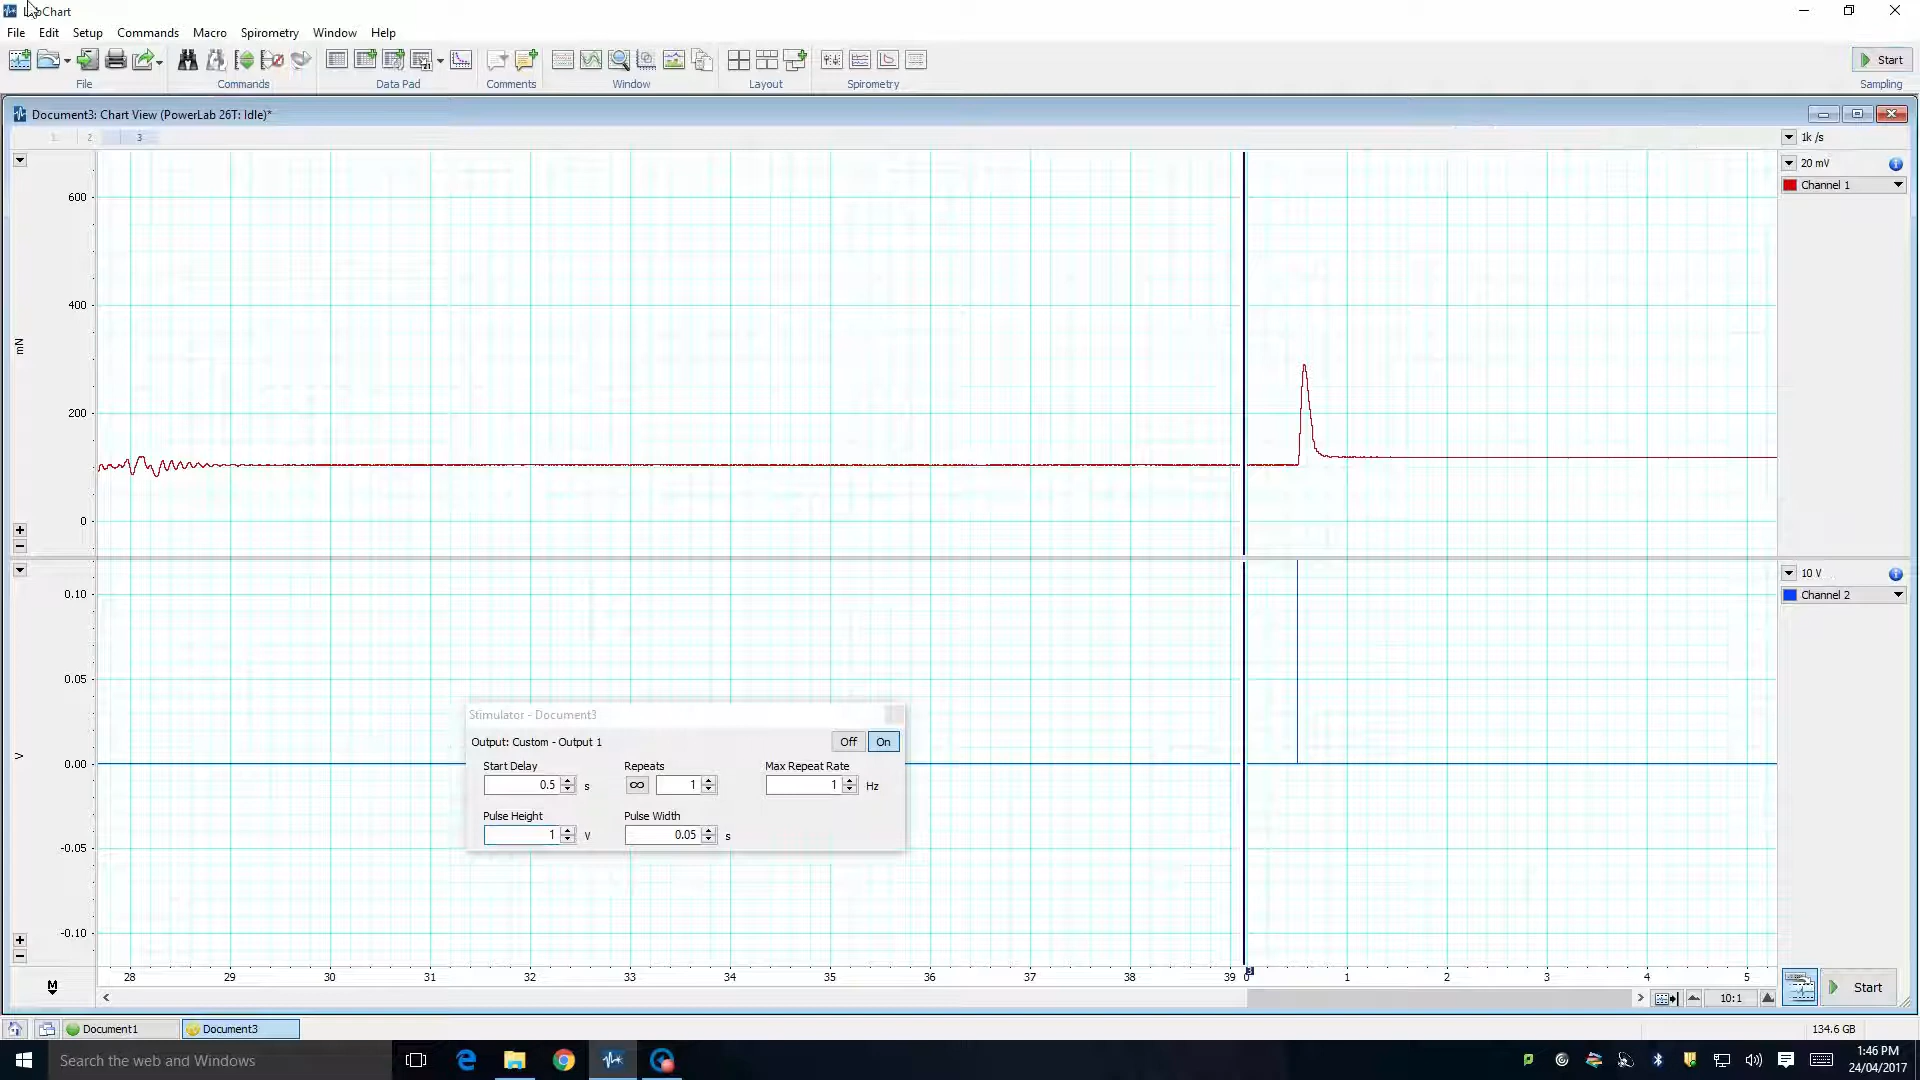 LabChart
File Edit Setup Commands Macro Spirometry Window Help
Start
File Commands Data Pad Comments Window Layout Spirometry Sampling
Document3: Chart View (PowerLab 26T: Idle)*
1 2 3
1k /s
20 mV
Channel 1
600
400
mN
200
0
10 V
Channel 2
0.10
0.05
V
0.00
-0.05
-0.10
Stimulator - Document3
Output: Custom - Output 1 Off On
Start Delay Repeats Max Repeat Rate
0.5 s ∞ 1 1 Hz
Pulse Height Pulse Width
1 V 0.05 s
28 29 30 31 32 33 34 35 36 37 38 39 0 1 2 3 4 5
M
3
10:1
Start
Document1 Document3
134.6 GB
Search the web and Windows
1:46 PM
24/04/2017